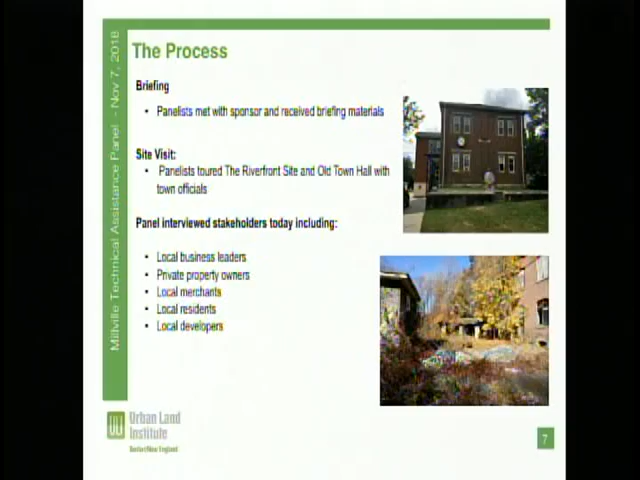 Millville Technical Assistance Panel - Nov 7, 2018
The Process
Briefing
• Panelists met with sponsor and received briefing materials
Site Visit:
• Panelists toured The Riverfront Site and Old Town Hall with
town officials
Panel interviewed stakeholders today including:
• Local business leaders
• Private property owners
• Local merchants
• Local residents
• Local developers
ULI
Urban Land
Institute
Boston/New England
7